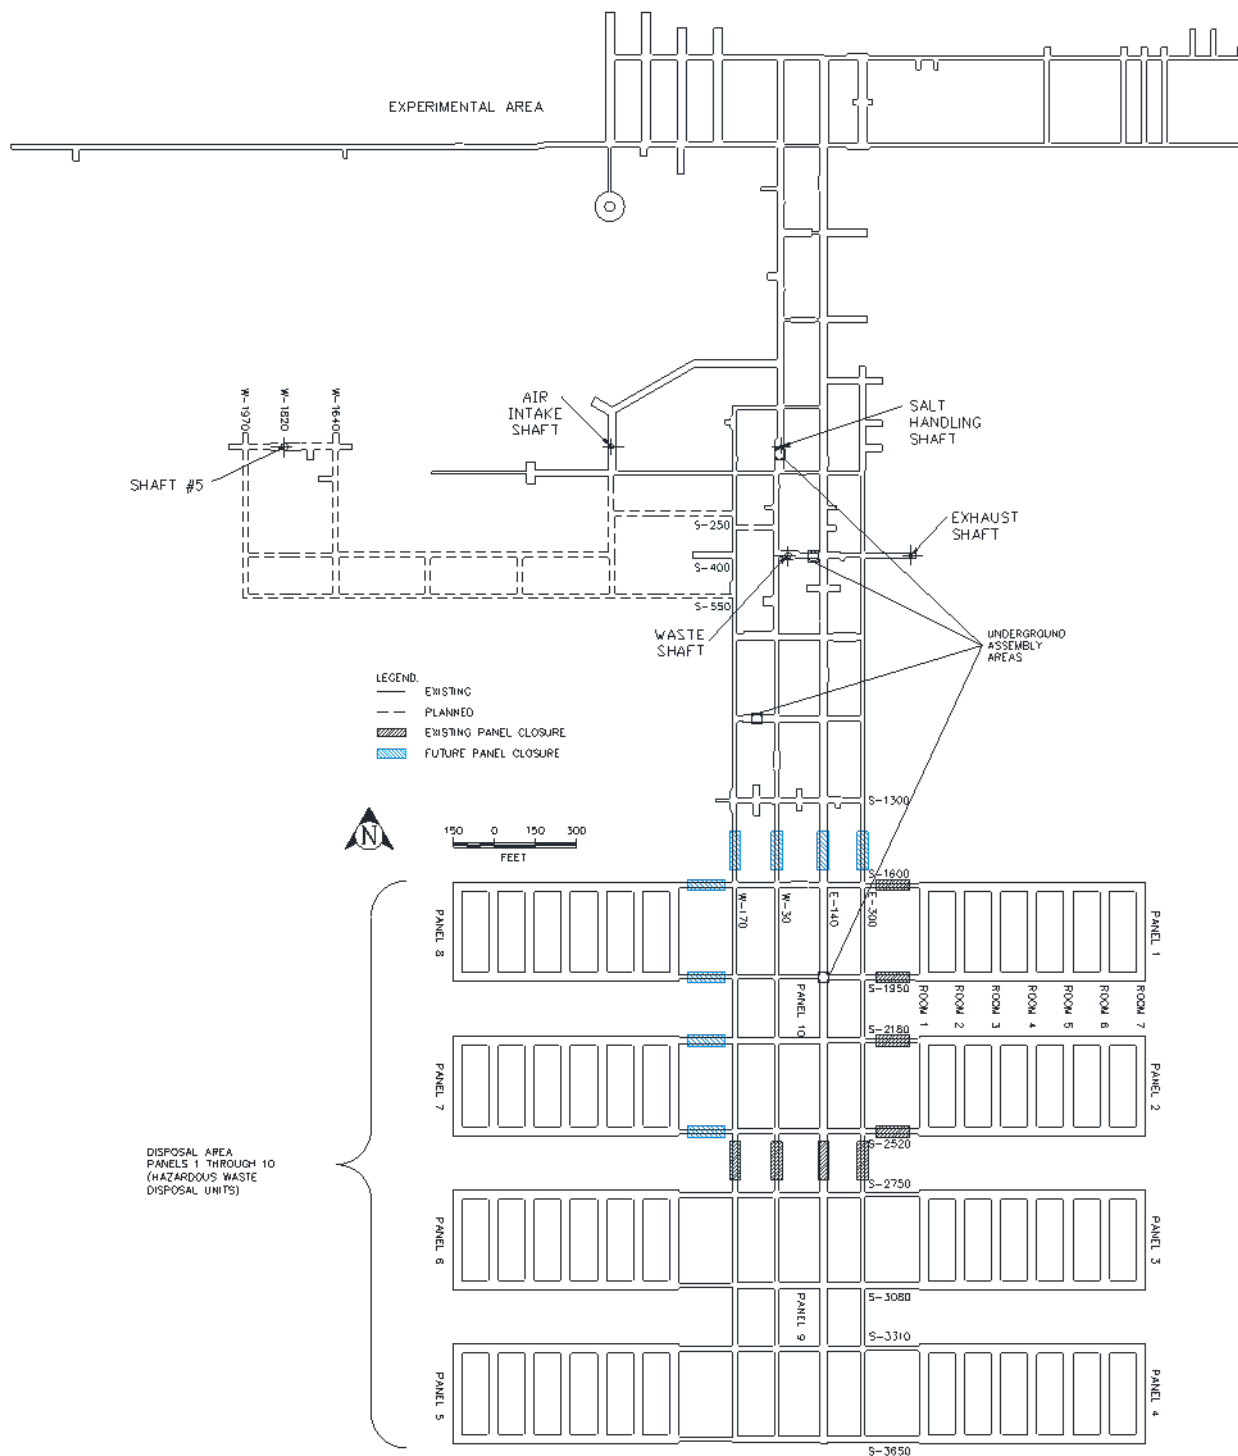 EXPERIMENTAL AREA
W-1970
W-1820
W-1640
AIR
INTAKE
SHAFT
SALT
HANDLING
SHAFT
SHAFT #5
S-250
EXHAUST
SHAFT
S-400
S-550
WASTE
SHAFT
UNDERGROUND
ASSEMBLY
AREAS
LEGEND.
EXISTING
PLANNED
EXISTING PANEL CLOSURE
FUTURE PANEL CLOSURE
S-1300
N
150 0 150 300
FEET
S-1600
W-170
W-30
E-140
E-300
PANEL 8
PANEL 1
S-1950
PANEL 10
ROOM 1
ROOM 2
ROOM 3
ROOM 4
ROOM 5
ROOM 6
ROOM 7
S-2180
PANEL 7
PANEL 2
S-2520
DISPOSAL AREA
PANELS 1 THROUGH 10
(HAZARDOUS WASTE
DISPOSAL UNITS)
S-2750
PANEL 6
PANEL 3
S-3080
PANEL 9
S-3310
PANEL 5
PANEL 4
S-3650